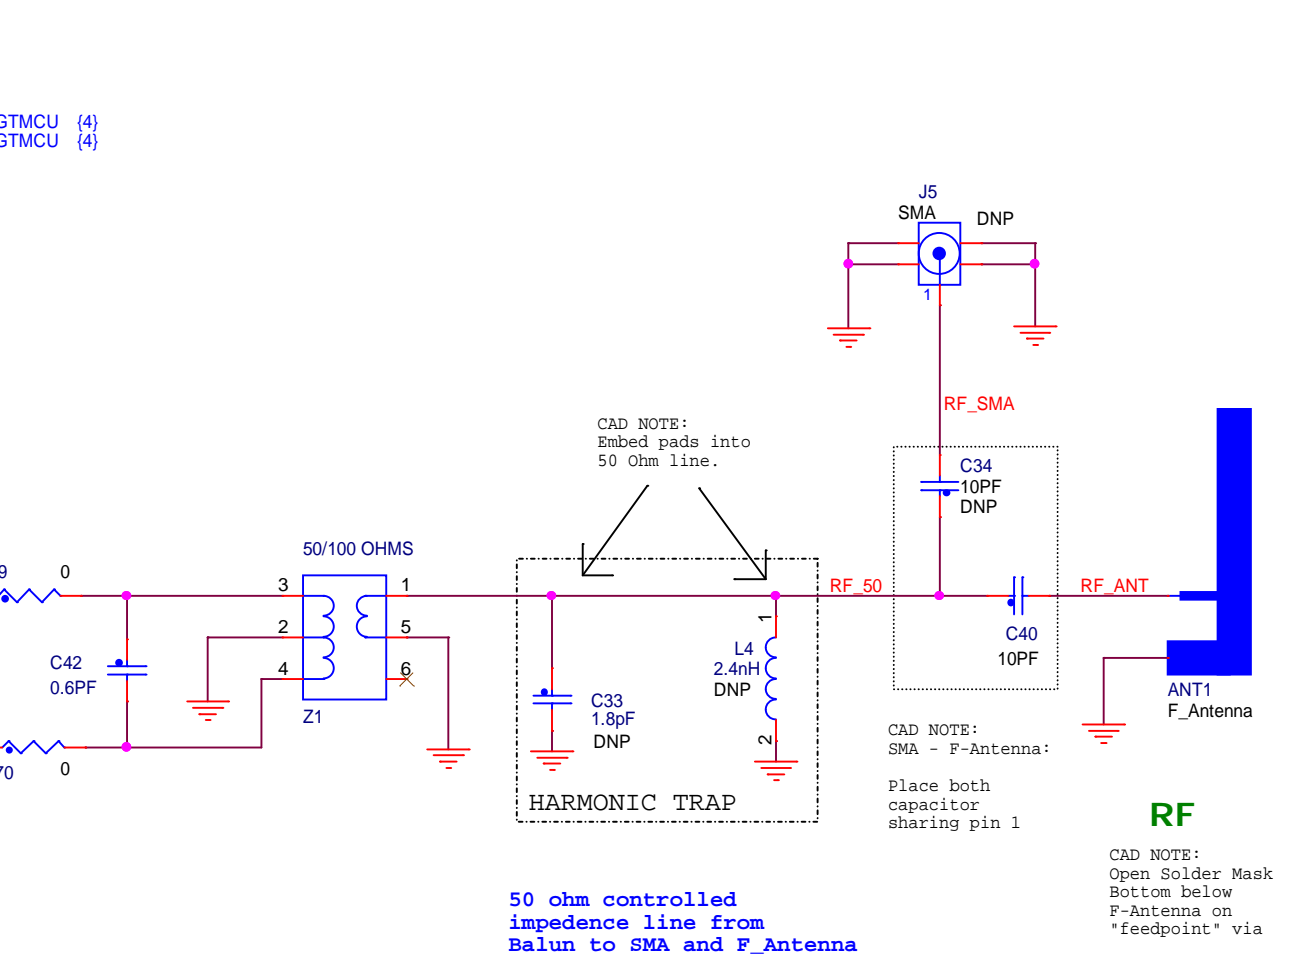 GTMCU {4}
GTMCU {4}
J5
SMA
DNP
1
RF_SMA
CAD NOTE:
Embed pads into
50 Ohm line.
C34
10PF
DNP
50/100 OHMS
9
0
3
1
RF_50
RF_ANT
2
5
1
C40
10PF
C42
0.6PF
4
6
L4
2.4nH
DNP
Z1
C33
1.8pF
DNP
2
ANT1
F_Antenna
70
0
CAD NOTE:
SMA - F-Antenna:
Place both
capacitor
sharing pin 1
HARMONIC TRAP
RF
CAD NOTE:
Open Solder Mask
Bottom below
F-Antenna on
"feedpoint" via
50 ohm controlled
impedence line from
Balun to SMA and F_Antenna